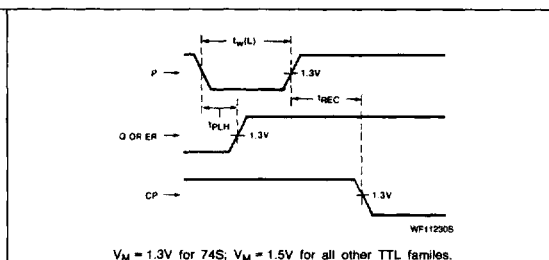 tw(L)
P
1.3V
tREC
tPLH
Q OR ER
1.3V
CP
1.3V
WF11230S
VM = 1.3V for 74S; VM = 1.5V for all other TTL familes.